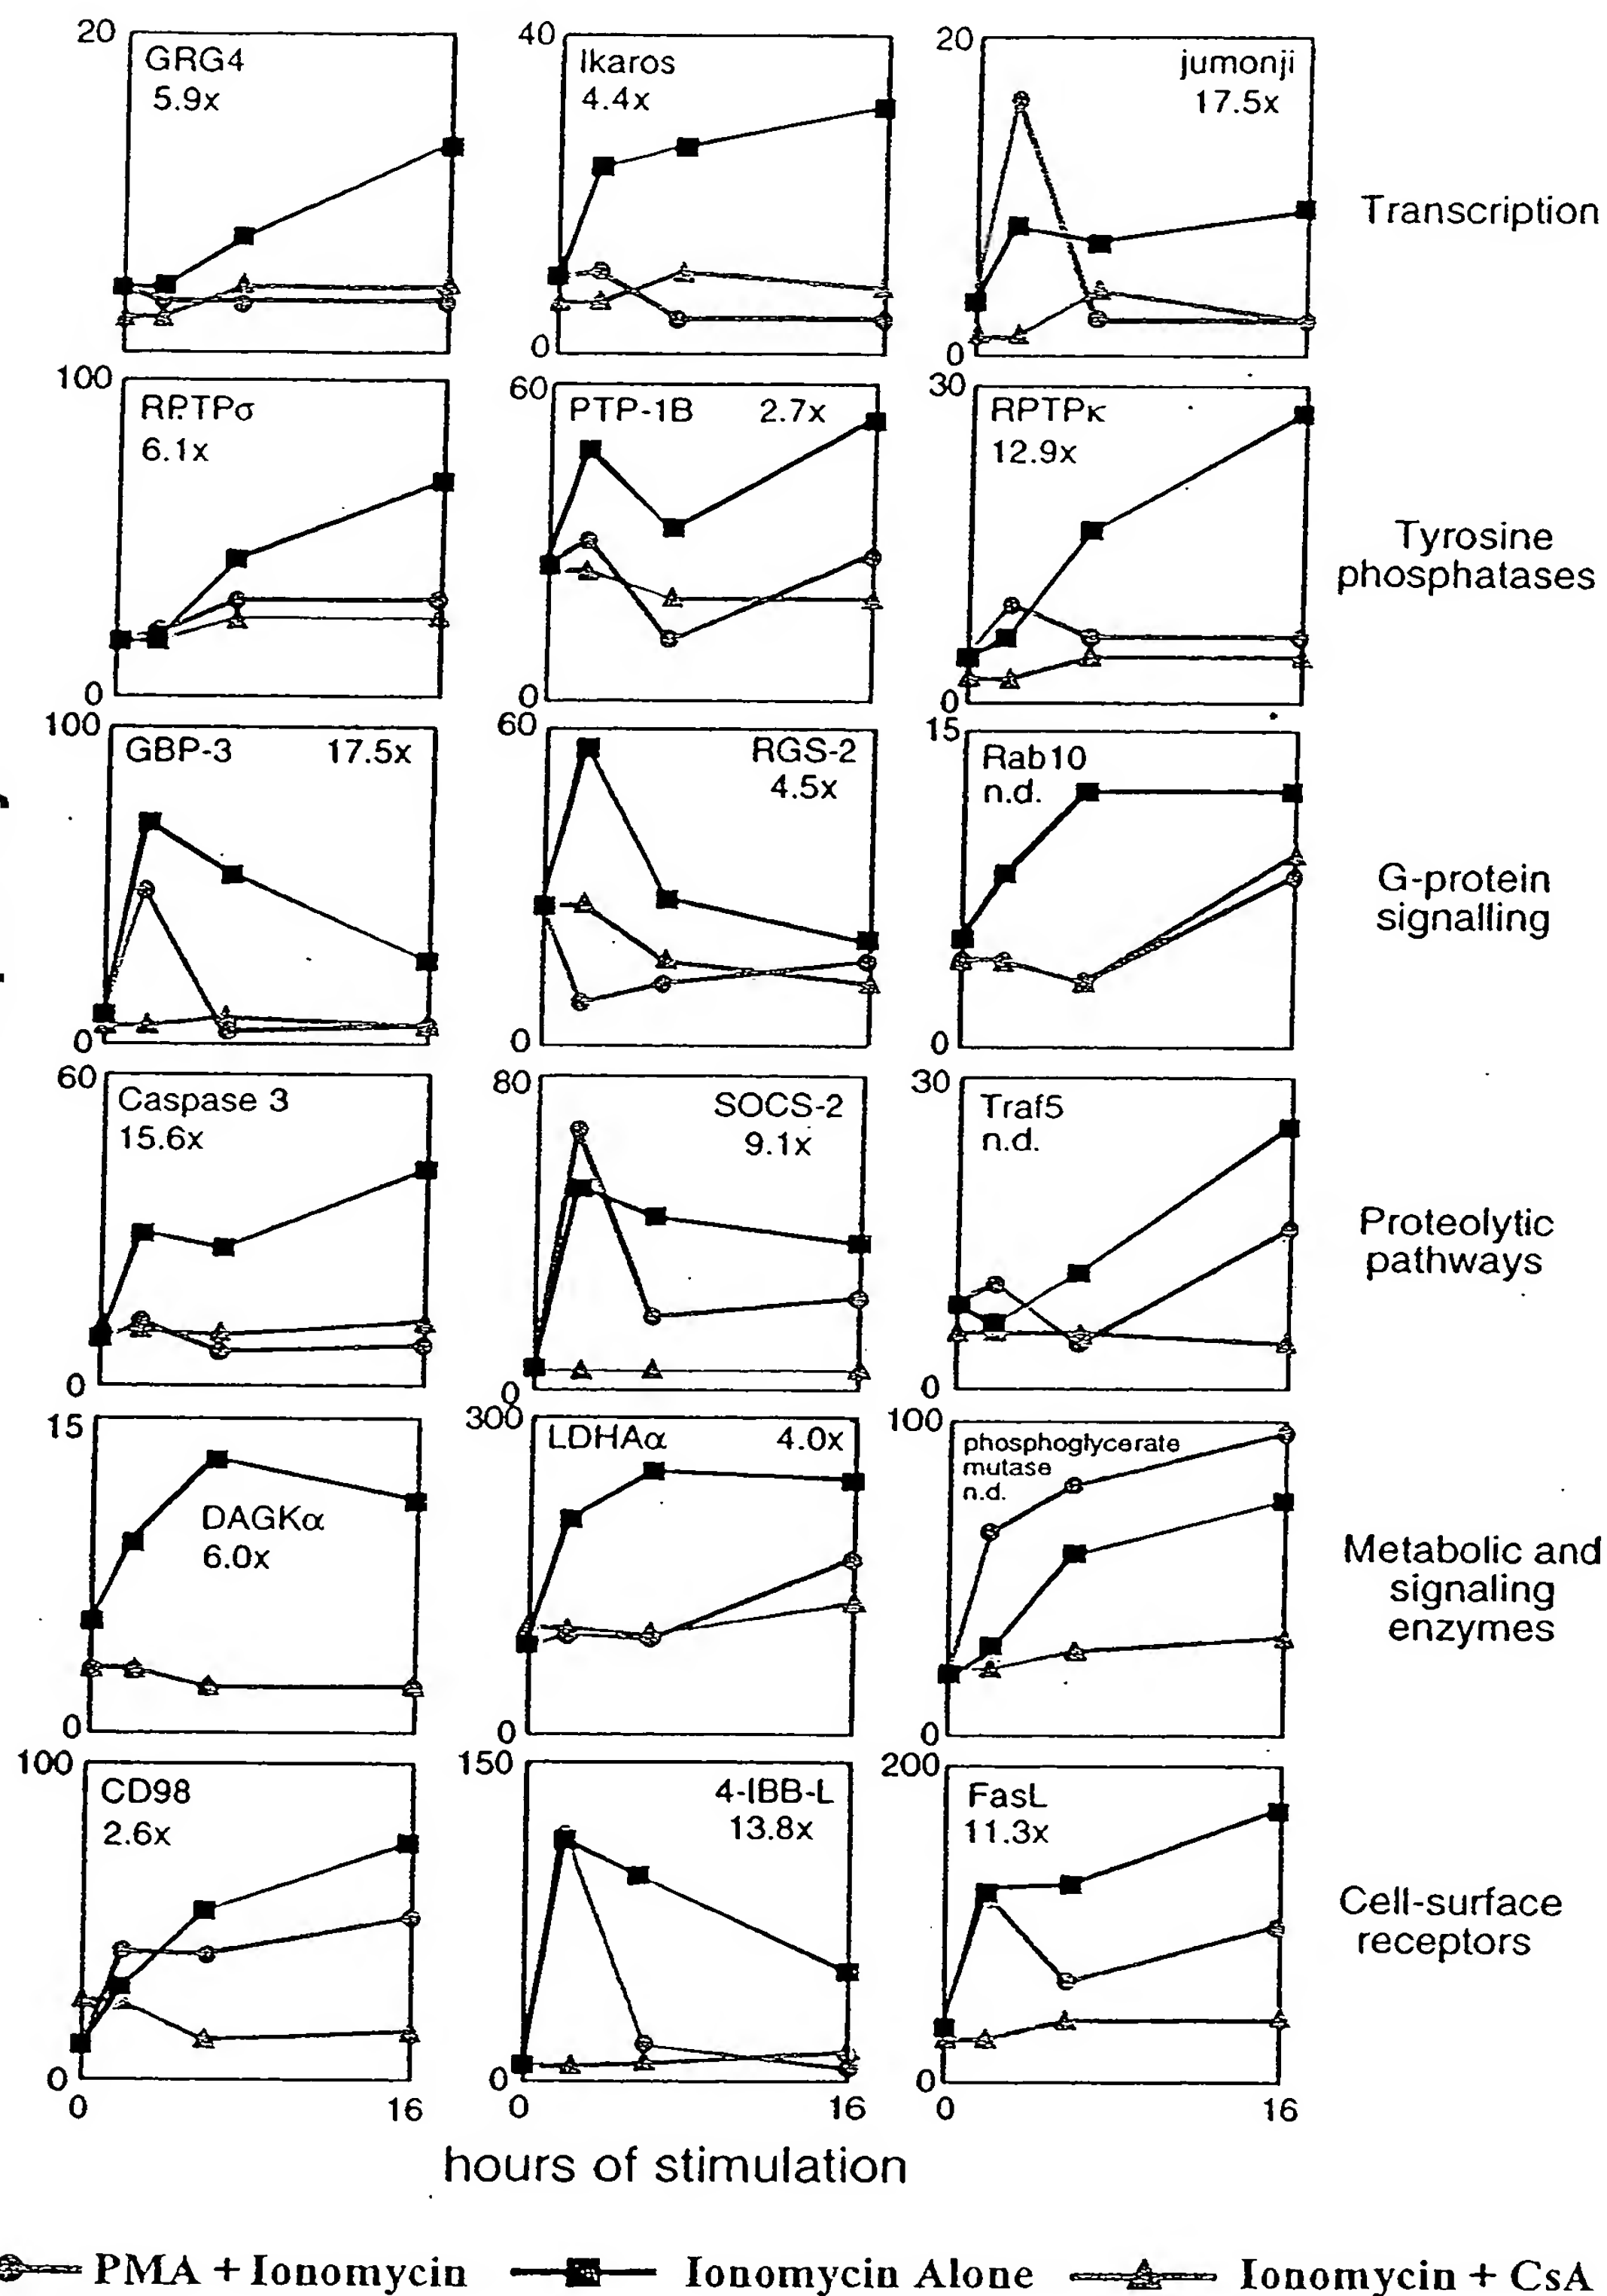 20
GRG4
5.9x
40
Ikaros
4.4x
0
20
jumonji
17.5x
0
Transcription
100
RPTPσ
6.1x
0
60
PTP-1B 2.7x
0
30
RPTPκ
12.9x
0
Tyrosine
phosphatases
100
GBP-3 17.5x
0
60
RGS-2
4.5x
0
15
Rab10
n.d.
0
G-protein
signalling
60
Caspase 3
15.6x
0
80
SOCS-2
9.1x
0
30
Traf5
n.d.
0
Proteolytic
pathways
15
DAGKα
6.0x
0
300
LDHAα 4.0x
0
100
phosphoglycerate
mutase
n.d.
0
Metabolic and
signaling
enzymes
100
CD98
2.6x
0
0 16
150
4-IBB-L
13.8x
0
0 16
200
FasL
11.3x
0
0 16
Cell-surface
receptors
hours of stimulation
PMA + Ionomycin Ionomycin Alone Ionomycin + CsA